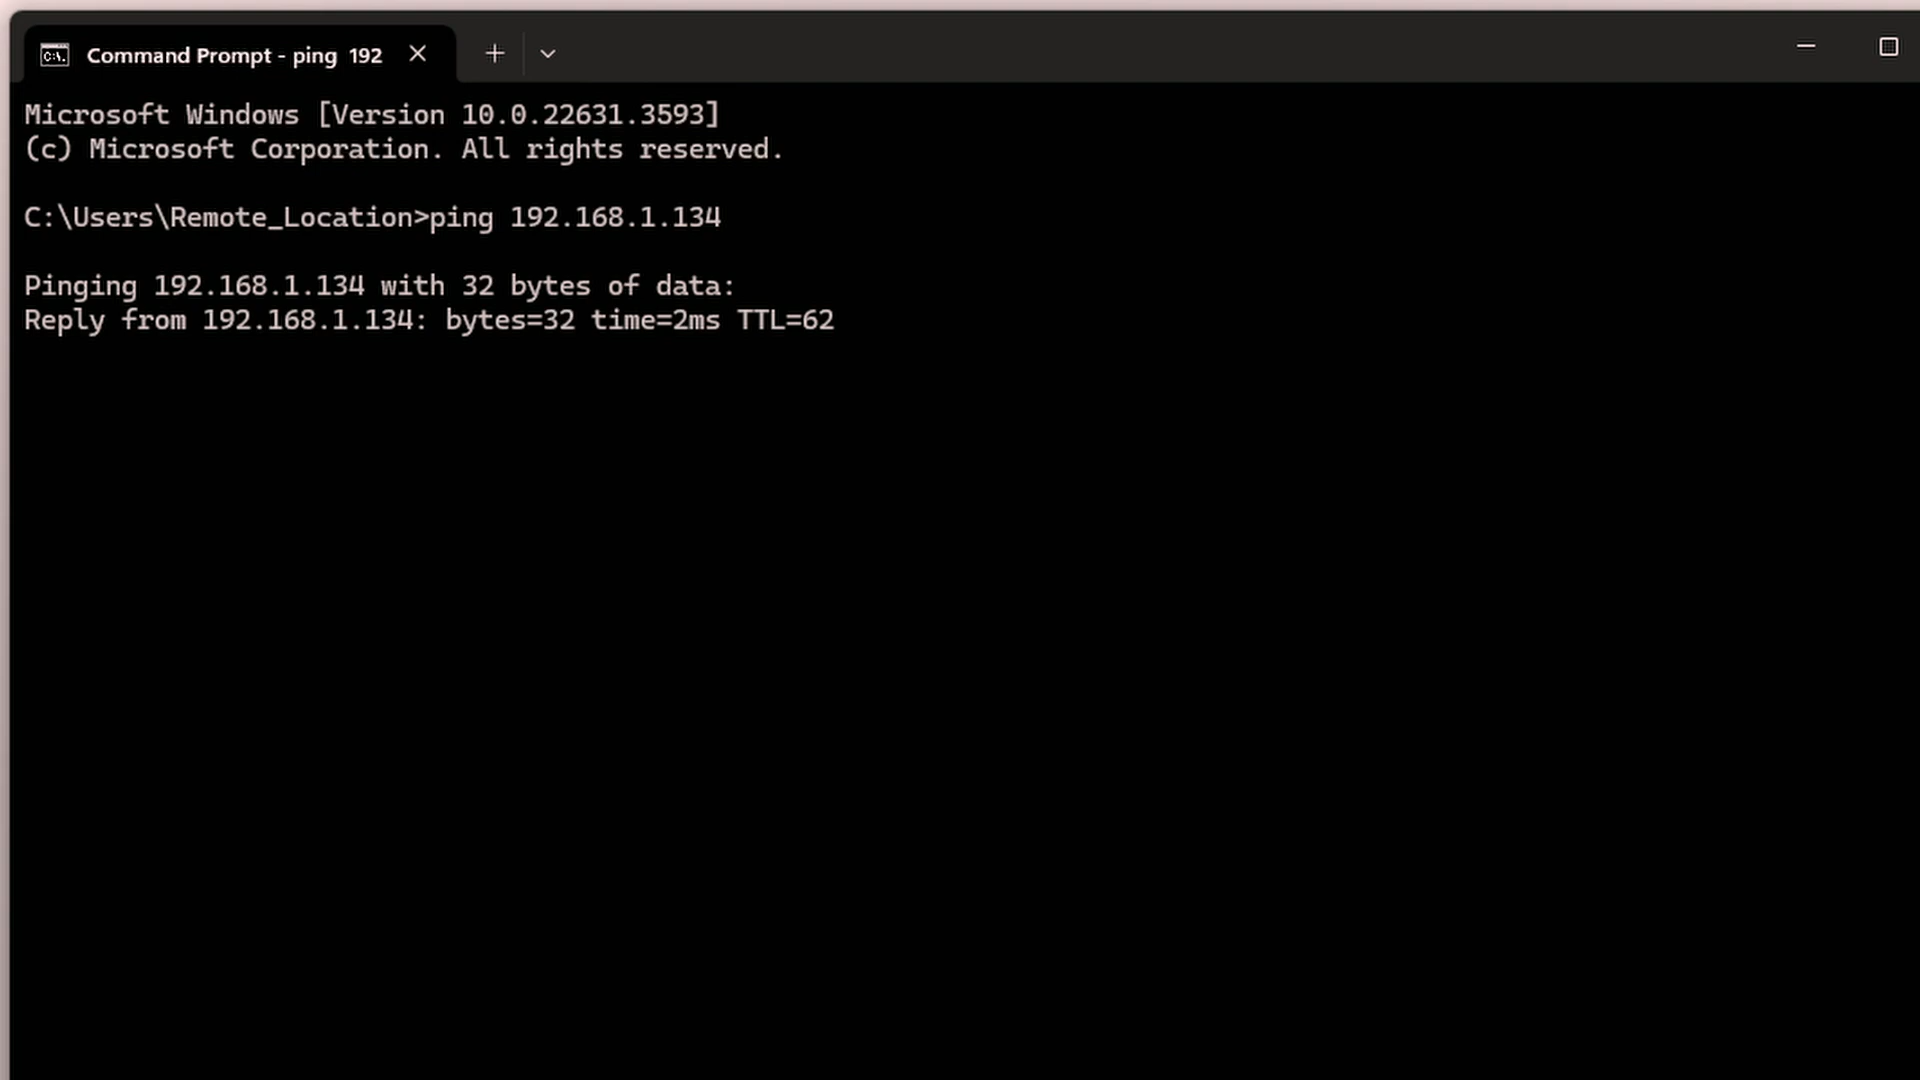 Command Prompt - ping  192
Microsoft Windows [Version 10.0.22631.3593]
(c) Microsoft Corporation. All rights reserved.
C:\Users\Remote_Location>ping 192.168.1.134
Pinging 192.168.1.134 with 32 bytes of data:
Reply from 192.168.1.134: bytes=32 time=2ms TTL=62